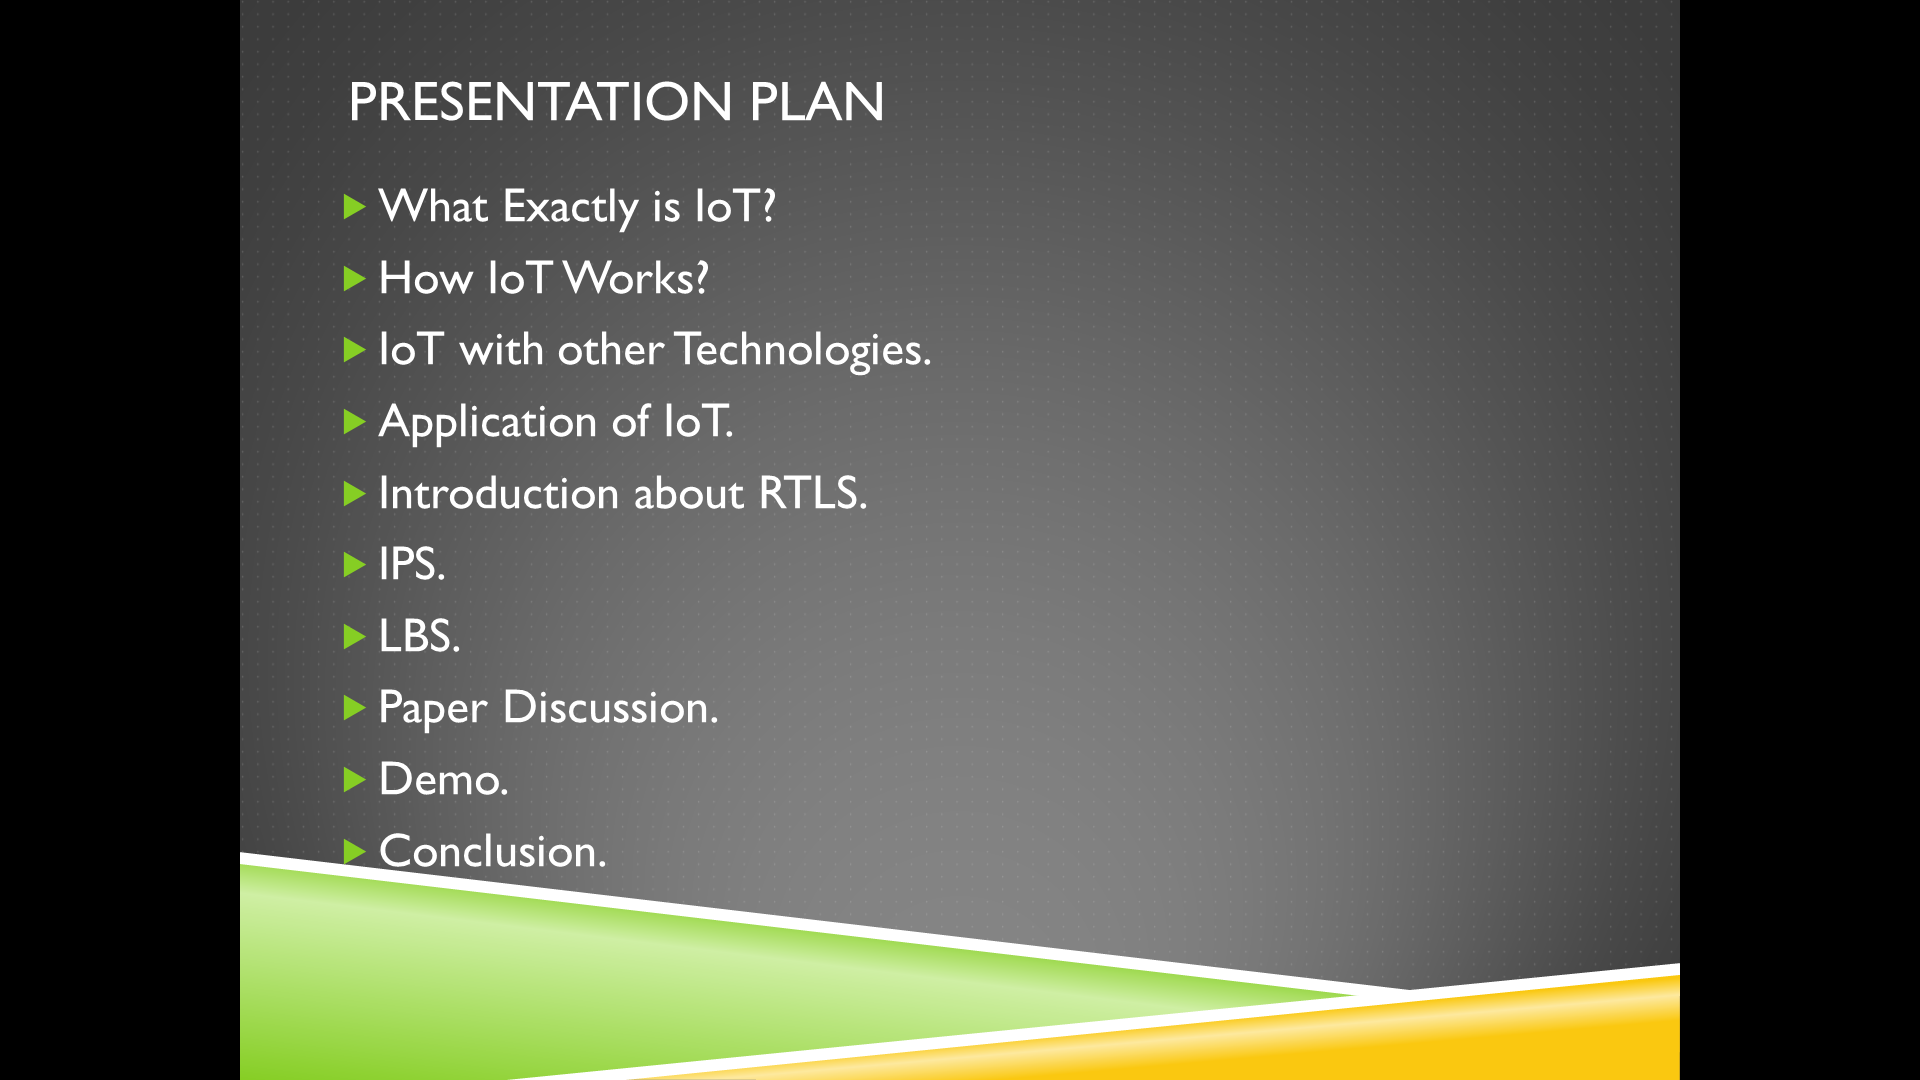 PRESENTATION PLAN
What Exactly is IoT?
How IoT Works?
IoT with other Technologies.
Application of IoT.
Introduction about RTLS.
IPS.
LBS.
Paper Discussion.
Demo.
Conclusion.